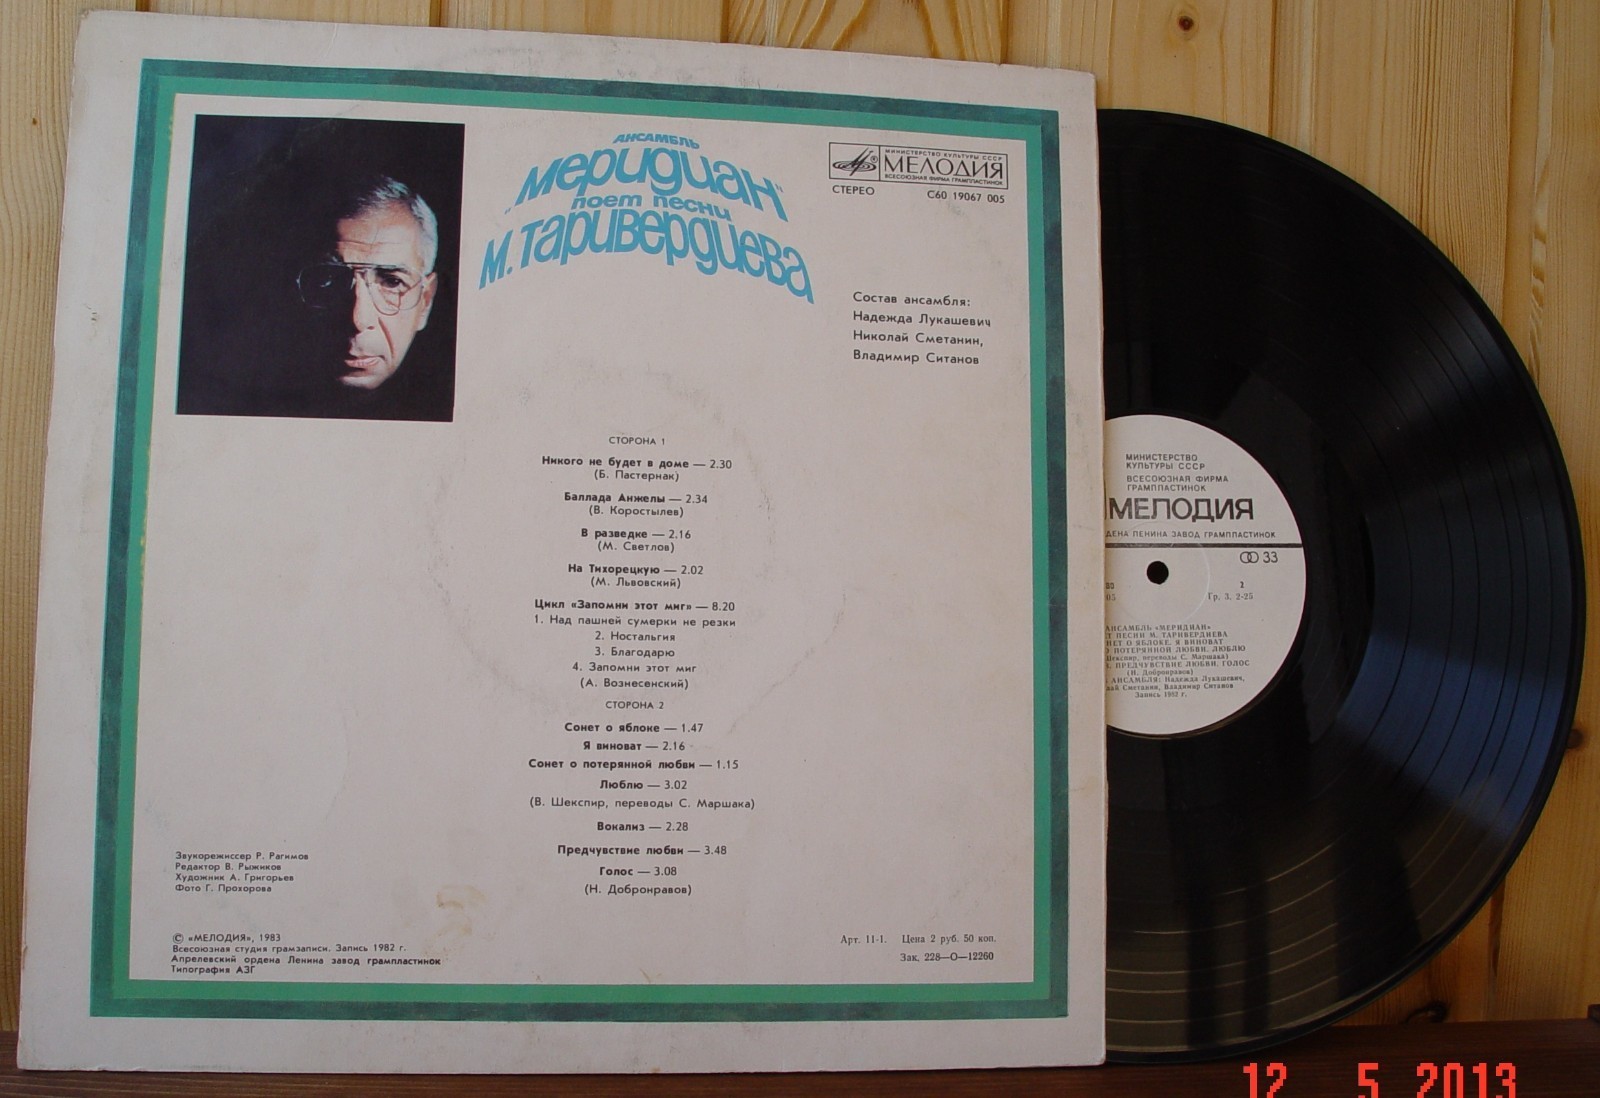 АНСАМБЛЬ
„Меридиан"
поет песни
М. Таривердиева
МИНИСТЕРСТВО КУЛЬТУРЫ СССР
МЕЛОДИЯ
ВСЕСОЮЗНАЯ ФИРМА ГРАМПЛАСТИНОК
СТЕРЕО
С60 19067 005
Состав ансамбля:
Надежда Лукашевич
Николай Сметанин,
Владимир Ситанов
СТОРОНА 1
Никого не будет в доме — 2.30
(Б. Пастернак)
Баллада Анжелы — 2.34
(В. Коростылев)
В разведке — 2.16
(М. Светлов)
На Тихорецкую — 2.02
(М. Львовский)
Цикл «Запомни этот миг» — 8.20
1. Над пашней сумерки не резки
2. Ностальгия
3. Благодарю
4. Запомни этот миг
(А. Вознесенский)
СТОРОНА 2
Сонет о яблоке — 1.47
Я виноват — 2.16
Сонет о потерянной любви — 1.15
Люблю — 3.02
(В. Шекспир, переводы С. Маршака)
Вокализ — 2.28
Предчувствие любви — 3.48
Голос — 3.08
(Н. Добронравов)
Звукорежиссер Р. Рагимов
Редактор В. Рыжиков
Художник А. Григорьев
Фото Г. Прохорова
© «МЕЛОДИЯ», 1983
Всесоюзная студия грамзаписи. Запись 1982 г.
Апрелевский ордена Ленина завод грампластинок
Типография АЗГ
Арт. 11-1. Цена 2 руб. 50 коп.
Зак. 228—О—12260
МИНИСТЕРСТВО
КУЛЬТУРЫ СССР
ВСЕСОЮЗНАЯ ФИРМА
ГРАМПЛАСТИНОК
МЕЛОДИЯ
ДЕНА ЛЕНИНА ЗАВОД ГРАМПЛАСТИНОК
33
2
Гр. 3. 2-25
АНСАМБЛЬ «МЕРИДИАН»
Т ПЕСНИ М. ТАРИВЕРДИЕВА
НЕТ О ЯБЛОКЕ. Я ВИНОВАТ
О ПОТЕРЯННОЙ ЛЮБВИ. ЛЮБЛЮ
Шекспир, переводы С. Маршака)
З. ПРЕДЧУВСТВИЕ ЛЮБВИ. ГОЛОС
(Н. Добронравов)
АНСАМБЛЯ: Надежда Лукашевич,
лай Сметанин, Владимир Ситанов
Запись 1982 г.
12 5 2013